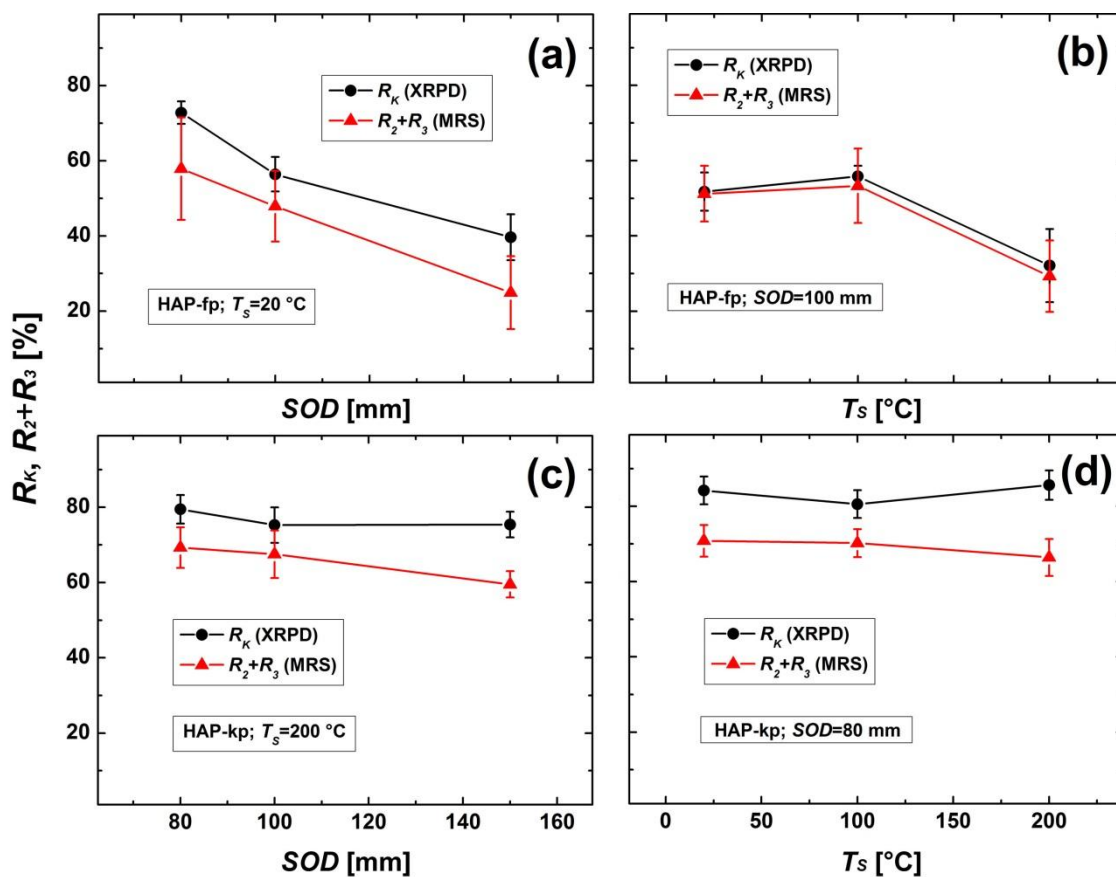 R_K, R_2+R_3 [%]
(a)
80
60
40
20
R_K (XRPD)
R_2+R_3 (MRS)
HAP-fp; T_S=20 °C
SOD [mm]
(b)
R_K (XRPD)
R_2+R_3 (MRS)
HAP-fp; SOD=100 mm
T_S [°C]
(c)
80
60
40
20
R_K (XRPD)
R_2+R_3 (MRS)
HAP-kp; T_S=200 °C
80 100 120 140 160
SOD [mm]
(d)
R_K (XRPD)
R_2+R_3 (MRS)
HAP-kp; SOD=80 mm
0 50 100 150 200
T_S [°C]